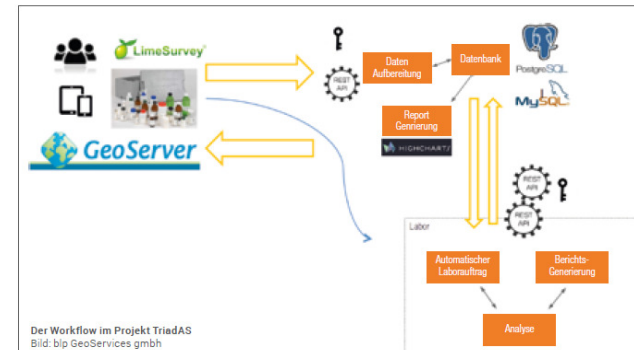 LimeSurvey
GeoServer
REST
API
Daten
Aufbereitung
Datenbank
PostgreSQL
MySQL
Report
Genrierung
HIGHCHARTS
REST
API
REST
API
Labor
Automatischer
Laborauftrag
Berichts-
Generierung
Analyse
Der Workflow im Projekt TriadAS
Bild: blp GeoServices gmbh